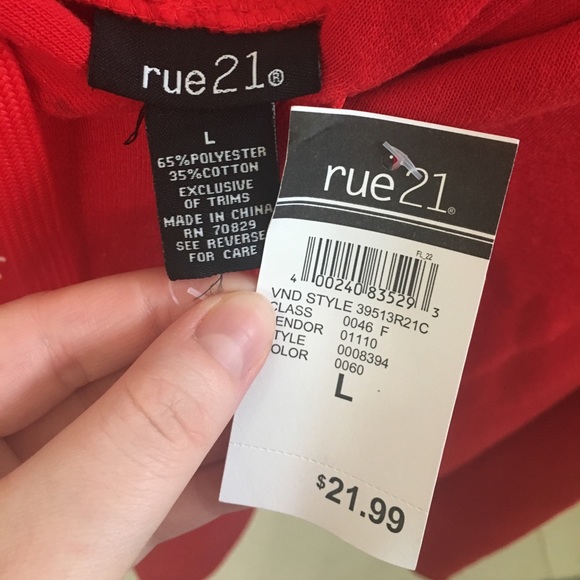 rue21®
L
65%POLYESTER
35%COTTON
EXCLUSIVE
OF TRIMS
MADE IN CHINA
RN 70829
SEE REVERSE
FOR CARE
rue21®
FL_22
4 00240 83529 3
VND STYLE 39513R21C
CLASS 0046 F
ENDOR 01110
TYLE 0008394
OLOR 0060
L
$21.99